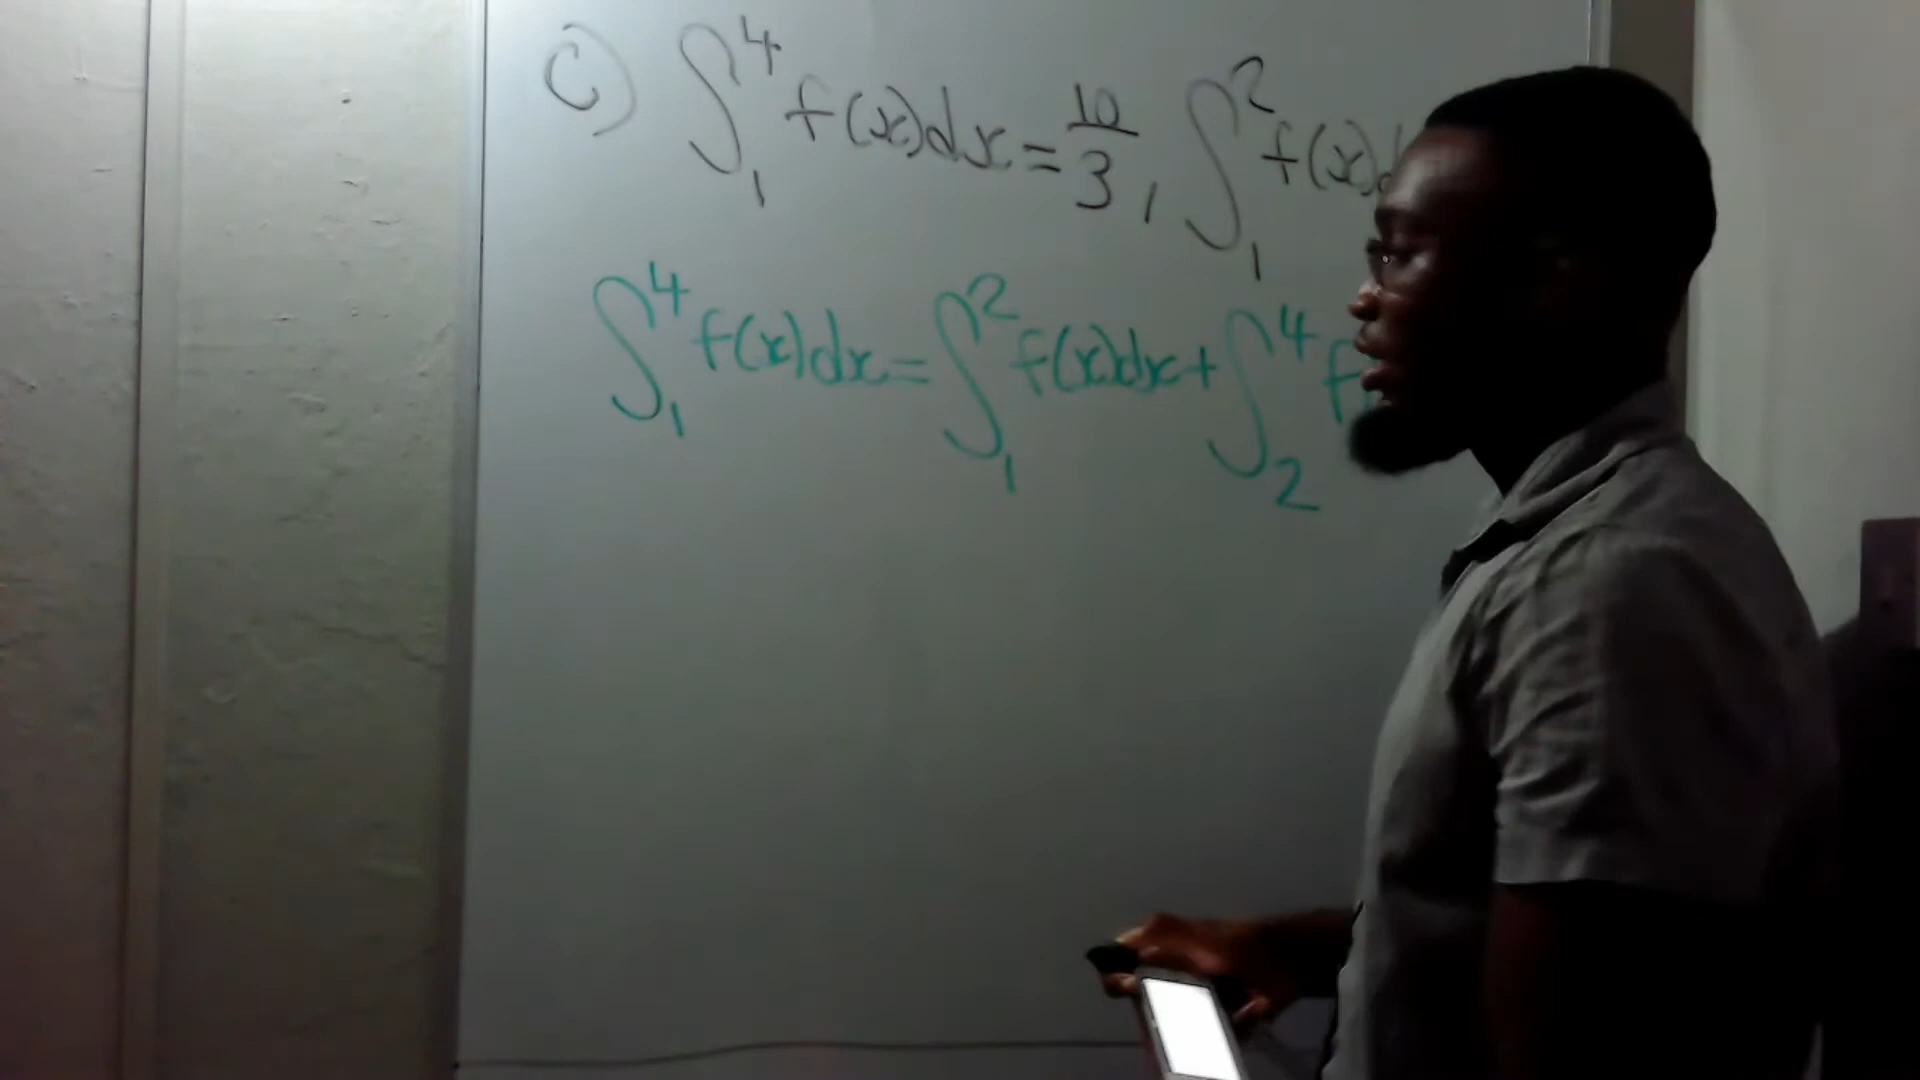 C) ∫₁⁴ f(x)dx = 10/3, ∫₁² f(x)d
∫₁⁴ f(x)dx = ∫₁² f(x)dx + ∫₂⁴ f